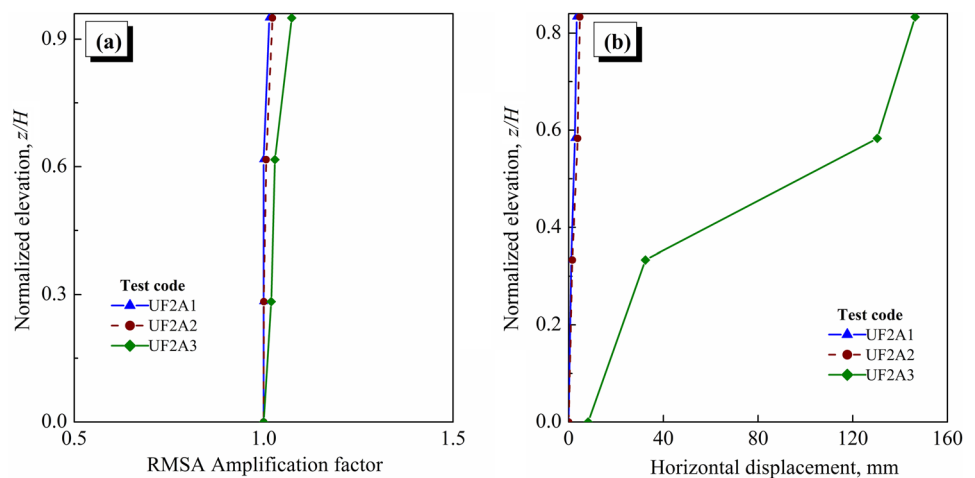 (a)
0.9
0.6
0.3
0.0
Normalized elevation, z/H
Test code
UF2A1
UF2A2
UF2A3
0.5
1.0
1.5
RMSA Amplification factor
(b)
0.8
0.6
0.4
0.2
0.0
Normalized elevation, z/H
Test code
UF2A1
UF2A2
UF2A3
0
40
80
120
160
Horizontal displacement, mm